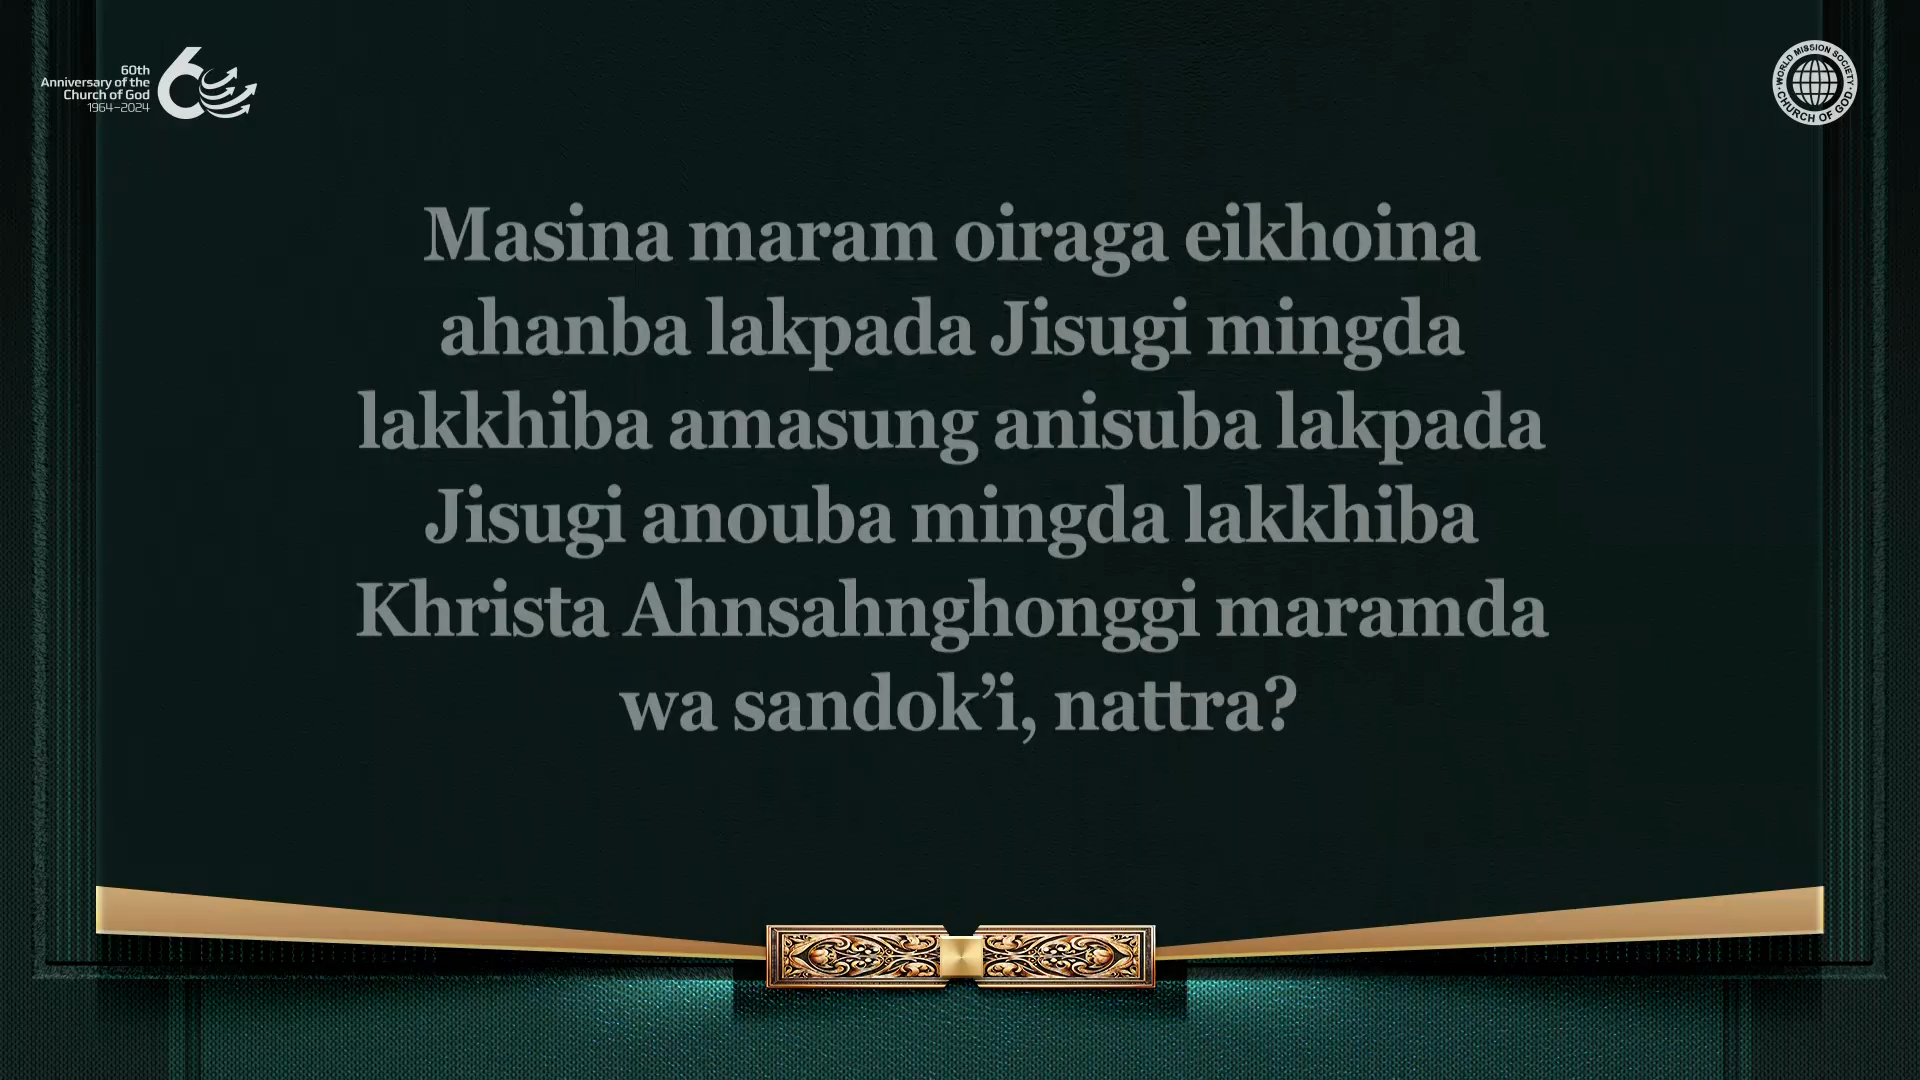 60th
Anniversary of the
Church of God
1964–2024
WORLD MISSION SOCIETY
CHURCH OF GOD
Masina maram oiraga eikhoina
ahanba lakpada Jisugi mingda
lakkhiba amasung anisuba lakpada
Jisugi anouba mingda lakkhiba
Khrista Ahnsahnghonggi maramda
wa sandok’i, nattra?